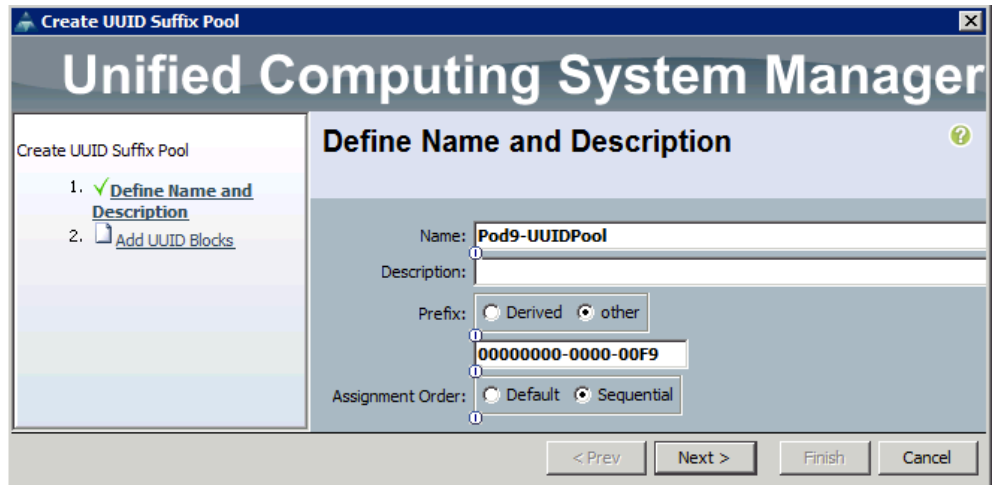 Create UUID Suffix Pool
Unified Computing System Manager
Create UUID Suffix Pool
1. Define Name and
Description
2. Add UUID Blocks
Define Name and Description
Name: Pod9-UUIDPool
Description:
Prefix: Derived other
00000000-0000-00F9
Assignment Order: Default Sequential
< Prev Next > Finish Cancel